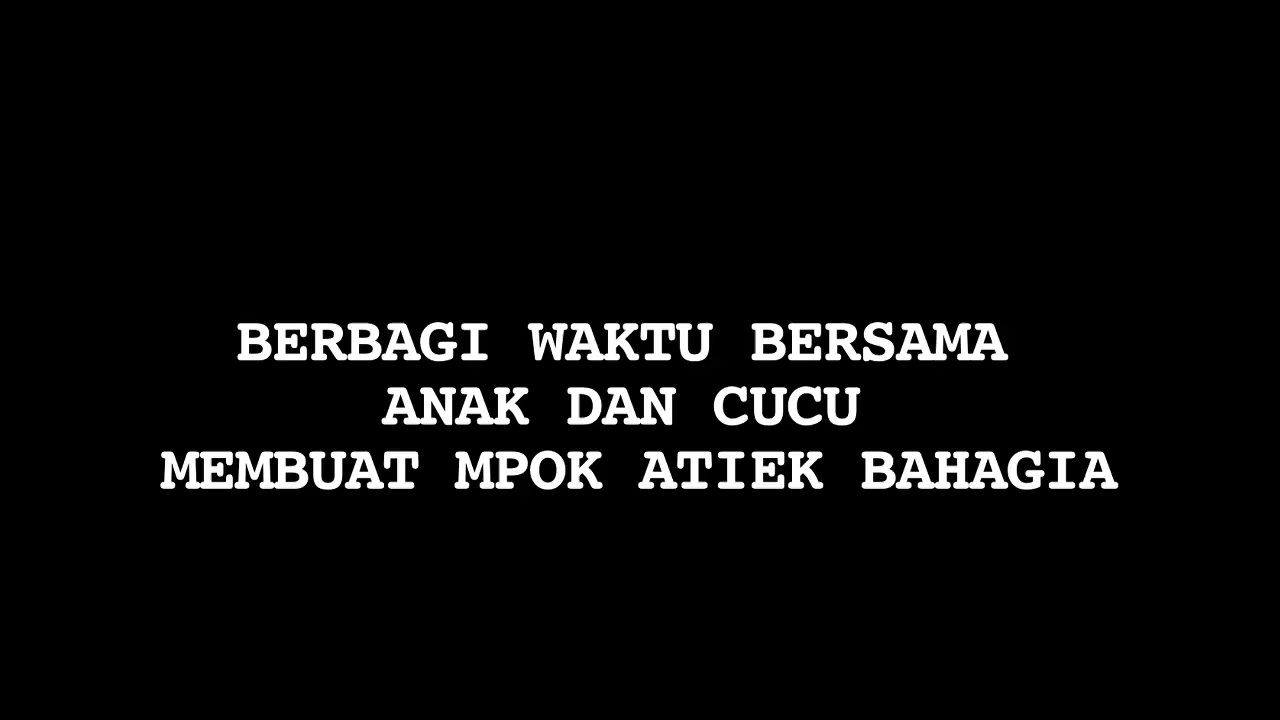 BERBAGI WAKTU BERSAMA
ANAK DAN CUCU
MEMBUAT MPOK ATIEK BAHAGIA